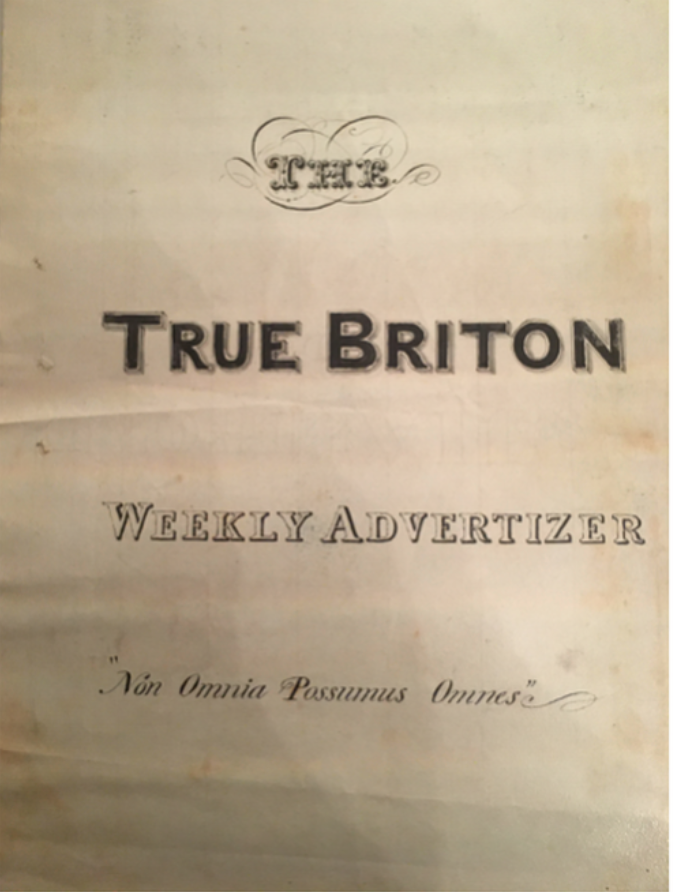 THE
TRUE BRITON
WEEKLY ADVERTIZER
"Non Omnia Possumus Omnes"